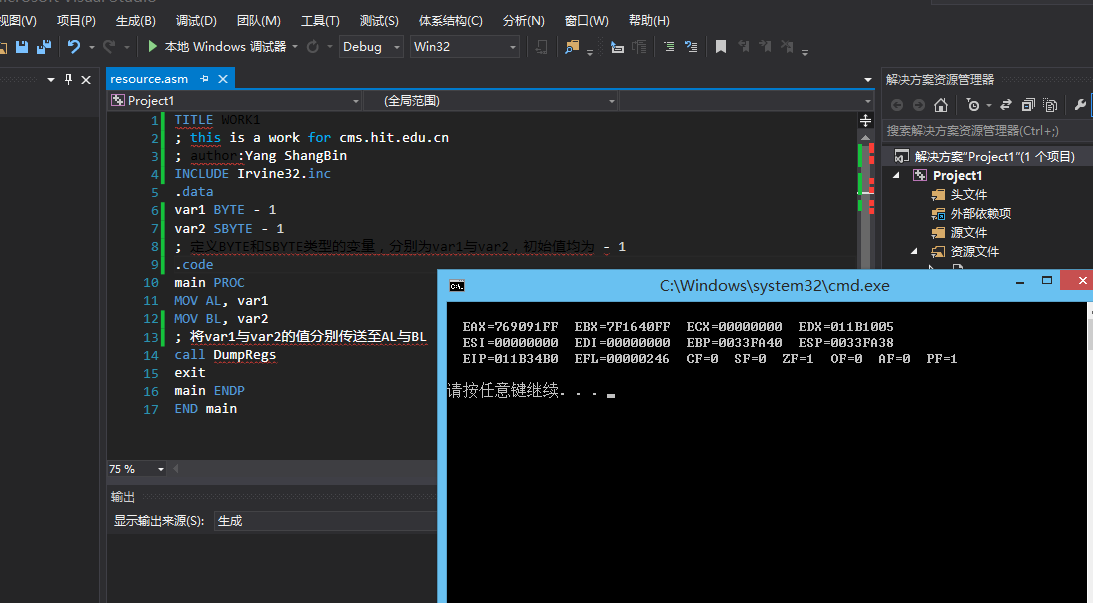 视图(V) 项目(P) 生成(B) 调试(D) 团队(M) 工具(T) 测试(S) 体系结构(C) 分析(N) 窗口(W) 帮助(H)
本地 Windows 调试器 Debug Win32
resource.asm
解决方案资源管理器
Project1 (全局范围)
搜索解决方案资源管理器(Ctrl+;)
1 TITLE WORK1
2 ; this is a work for cms.hit.edu.cn
3 ; author:Yang ShangBin
4 INCLUDE Irvine32.inc
5 .data
6 var1 BYTE - 1
7 var2 SBYTE - 1
8 ; 定义BYTE和SBYTE类型的变量，分别为var1与var2，初始值均为 - 1
9 .code
10 main PROC
11 MOV AL, var1
12 MOV BL, var2
13 ; 将var1与var2的值分别传送至AL与BL
14 call DumpRegs
15 exit
16 main ENDP
17 END main
解决方案"Project1"(1 个项目)
Project1
头文件
外部依赖项
源文件
资源文件
C:\Windows\system32\cmd.exe
EAX=769091FF EBX=7F1640FF ECX=00000000 EDX=011B1005
ESI=00000000 EDI=00000000 EBP=0033FA40 ESP=0033FA38
EIP=011B34B0 EFL=00000246 CF=0 SF=0 ZF=1 OF=0 AF=0 PF=1
请按任意键继续. . .
75 %
输出
显示输出来源(S): 生成